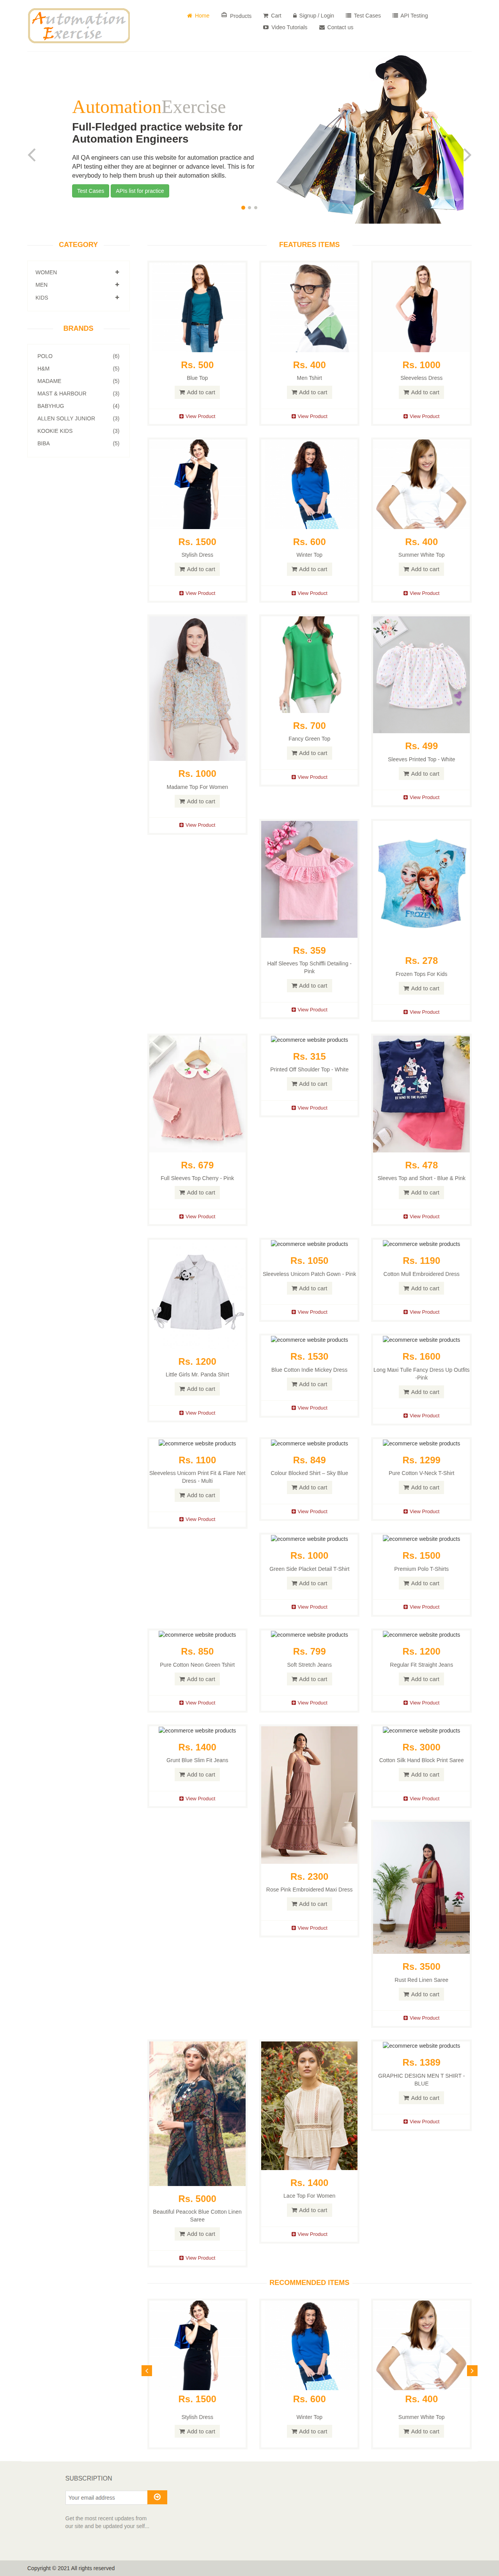 Automation
Exercise
Home
Products
Cart
Signup / Login
Test Cases
API Testing
Video Tutorials
Contact us
AutomationExercise
Full-Fledged practice website for
Automation Engineers
All QA engineers can use this website for automation practice and
API testing either they are at beginner or advance level. This is for
everybody to help them brush up their automation skills.
Test Cases
APIs list for practice
CATEGORY
WOMEN
MEN
KIDS
BRANDS
POLO (6)
H&M (5)
MADAME (5)
MAST & HARBOUR (3)
BABYHUG (4)
ALLEN SOLLY JUNIOR (3)
KOOKIE KIDS (3)
BIBA (5)
FEATURES ITEMS
Rs. 500
Blue Top
Add to cart
View Product
Rs. 400
Men Tshirt
Add to cart
View Product
Rs. 1000
Sleeveless Dress
Add to cart
View Product
Rs. 1500
Stylish Dress
Add to cart
View Product
Rs. 600
Winter Top
Add to cart
View Product
Rs. 400
Summer White Top
Add to cart
View Product
Rs. 1000
Madame Top For Women
Add to cart
View Product
Rs. 700
Fancy Green Top
Add to cart
View Product
Rs. 499
Sleeves Printed Top - White
Add to cart
View Product
Rs. 359
Half Sleeves Top Schiffli Detailing -
Pink
Add to cart
View Product
FROZEN
Rs. 278
Frozen Tops For Kids
Add to cart
View Product
Rs. 679
Full Sleeves Top Cherry - Pink
Add to cart
View Product
ecommerce website products
Rs. 315
Printed Off Shoulder Top - White
Add to cart
View Product
Rs. 478
Sleeves Top and Short - Blue & Pink
Add to cart
View Product
Rs. 1200
Little Girls Mr. Panda Shirt
Add to cart
View Product
ecommerce website products
Rs. 1050
Sleeveless Unicorn Patch Gown - Pink
Add to cart
View Product
ecommerce website products
Rs. 1190
Cotton Mull Embroidered Dress
Add to cart
View Product
ecommerce website products
Rs. 1530
Blue Cotton Indie Mickey Dress
Add to cart
View Product
ecommerce website products
Rs. 1600
Long Maxi Tulle Fancy Dress Up Outfits
-Pink
Add to cart
View Product
ecommerce website products
Rs. 1100
Sleeveless Unicorn Print Fit & Flare Net
Dress - Multi
Add to cart
View Product
ecommerce website products
Rs. 849
Colour Blocked Shirt – Sky Blue
Add to cart
View Product
ecommerce website products
Rs. 1299
Pure Cotton V-Neck T-Shirt
Add to cart
View Product
ecommerce website products
Rs. 1000
Green Side Placket Detail T-Shirt
Add to cart
View Product
ecommerce website products
Rs. 1500
Premium Polo T-Shirts
Add to cart
View Product
ecommerce website products
Rs. 850
Pure Cotton Neon Green Tshirt
Add to cart
View Product
ecommerce website products
Rs. 799
Soft Stretch Jeans
Add to cart
View Product
ecommerce website products
Rs. 1200
Regular Fit Straight Jeans
Add to cart
View Product
ecommerce website products
Rs. 1400
Grunt Blue Slim Fit Jeans
Add to cart
View Product
Rs. 2300
Rose Pink Embroidered Maxi Dress
Add to cart
View Product
ecommerce website products
Rs. 3000
Cotton Silk Hand Block Print Saree
Add to cart
View Product
Rs. 3500
Rust Red Linen Saree
Add to cart
View Product
Rs. 5000
Beautiful Peacock Blue Cotton Linen
Saree
Add to cart
View Product
Rs. 1400
Lace Top For Women
Add to cart
View Product
ecommerce website products
Rs. 1389
GRAPHIC DESIGN MEN T SHIRT -
BLUE
Add to cart
View Product
RECOMMENDED ITEMS
Rs. 1500
Stylish Dress
Add to cart
Rs. 600
Winter Top
Add to cart
Rs. 400
Summer White Top
Add to cart
SUBSCRIPTION
Your email address
Get the most recent updates from
our site and be updated your self...
Copyright © 2021 All rights reserved